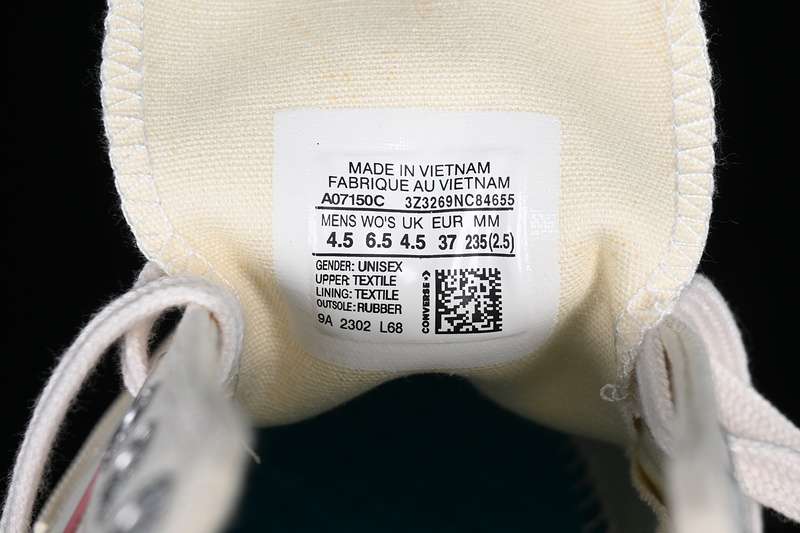 MADE IN VIETNAM
FABRIQUE AU VIETNAM
A07150C 3Z3269NC84655
MENS WO'S UK EUR MM
4.5 6.5 4.5 37 235(2.5)
GENDER: UNISEX
UPPER: TEXTILE
LINING: TEXTILE
OUTSOLE: RUBBER
9A 2302 L68
CONVERSE